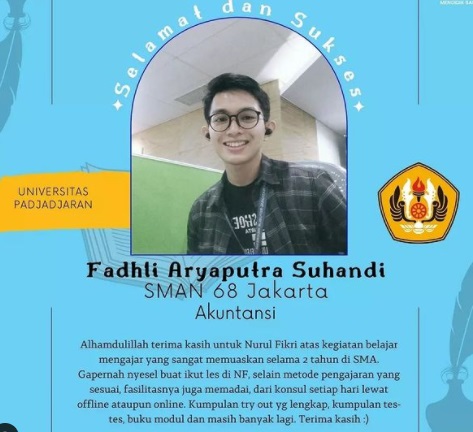 Selamat dan Sukses
UNIVERSITAS
PADJADJARAN
Fadhli Aryaputra Suhandi
SMAN 68 Jakarta
Akuntansi
Alhamdulillah terima kasih untuk Nurul Fikri atas kegiatan belajar
mengajar yang sangat memuaskan selama 2 tahun di SMA.
Gapernah nyesel buat ikut les di NF, selain metode pengajaran yang
sesuai, fasilitasnya juga memadai, dari konsul setiap hari lewat
offline ataupun online. Kumpulan try out yg lengkap, kumpulan tes-
tes, buku modul dan masih banyak lagi. Terima kasih :)